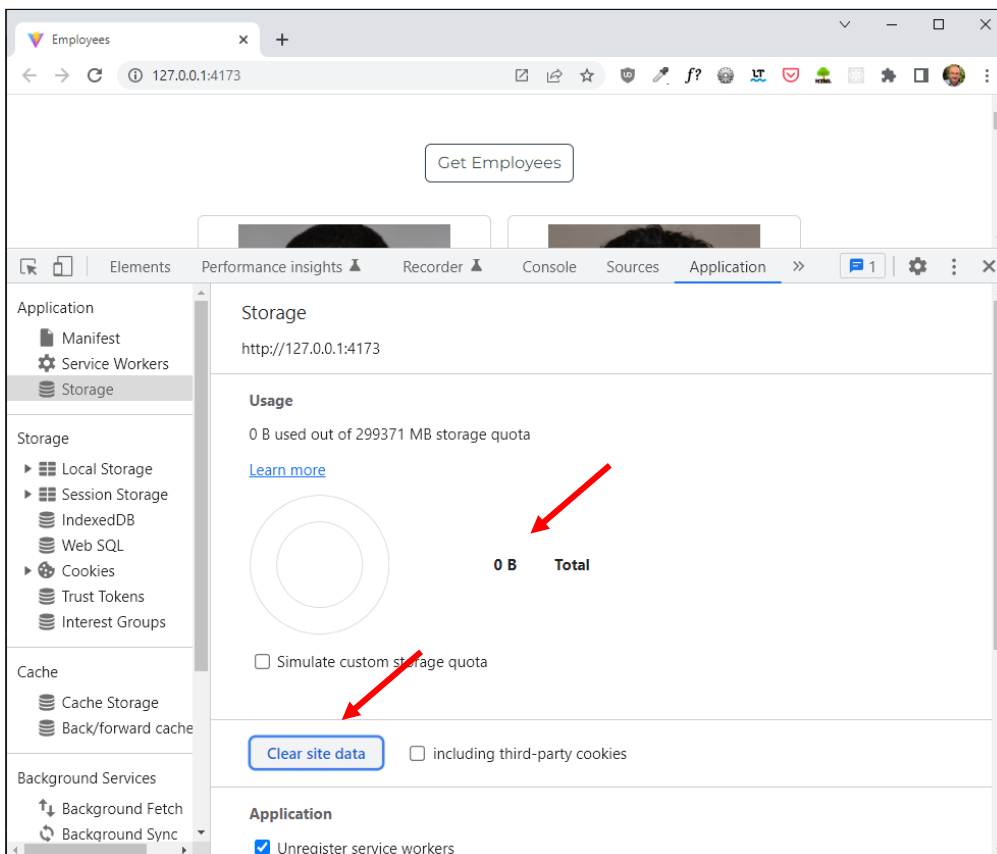 Employees
127.0.0.1:4173
f?
LT
Get Employees
Elements Performance insights Recorder Console Sources Application » 1
Application
Manifest
Service Workers
Storage
Storage
Local Storage
Session Storage
IndexedDB
Web SQL
Cookies
Trust Tokens
Interest Groups
Cache
Cache Storage
Back/forward cache
Background Services
Background Fetch
Background Sync
Storage
http://127.0.0.1:4173
Usage
0 B used out of 299371 MB storage quota
Learn more
0 B Total
Simulate custom storage quota
Clear site data including third-party cookies
Application
Unregister service workers